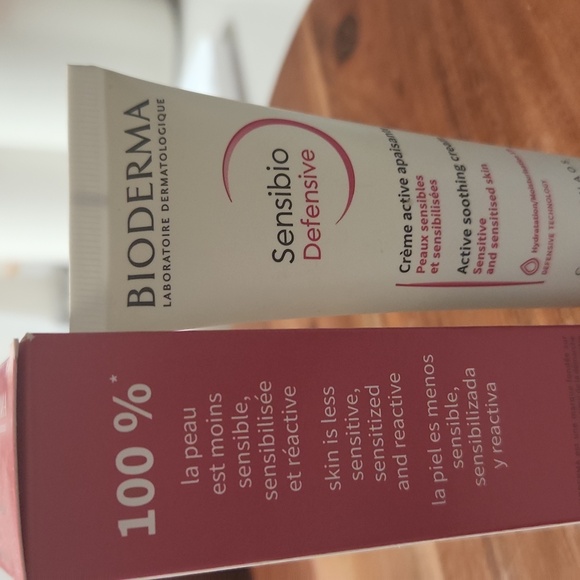 BIODERMA
LABORATOIRE DERMATOLOGIQUE
Sensibio
Defensive
Crème active apaisante
Peaux sensibles
et sensibilisées
Active soothing cream
Sensitive
and sensitised skin
DEFENSIVE TECHNOLOGY
100 %*
la peau
est moins
sensible,
sensibilisée
et réactive
skin is less
sensitive,
sensitized
and reactive
la piel es menos
sensible,
sensibilizada
y reactiva